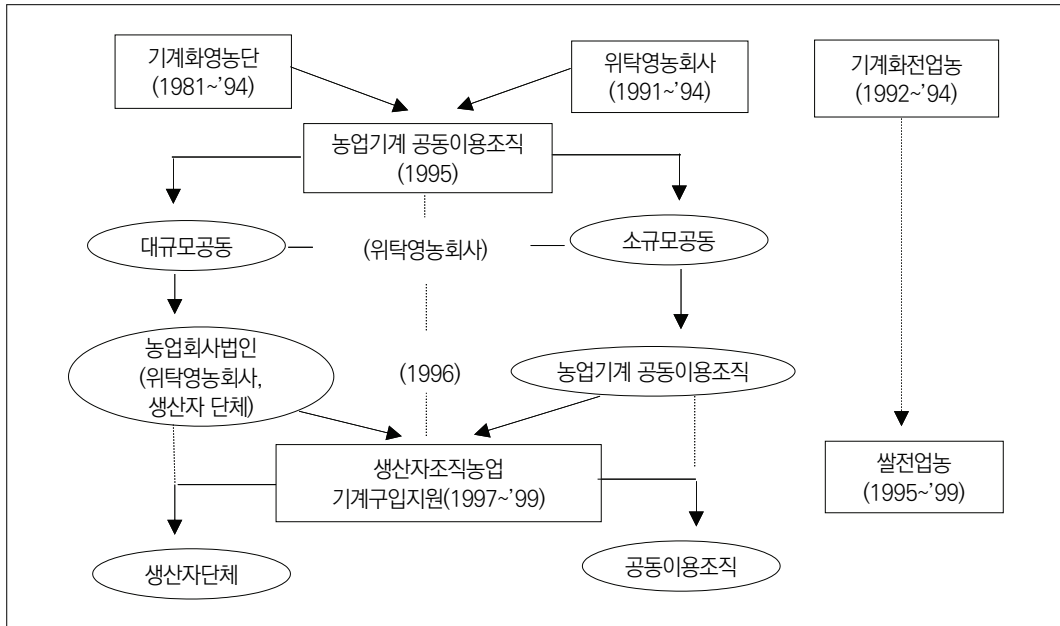 기계화영농단
(1981~'94)
위탁영농회사
(1991~'94)
기계화전업농
(1992~'94)
농업기계 공동이용조직
(1995)
대규모공동
(위탁영농회사)
소규모공동
농업회사법인
(위탁영농회사,
생산자 단체)
(1996)
농업기계 공동이용조직
생산자조직농업
기계구입지원(1997~'99)
쌀전업농
(1995~'99)
생산자단체
공동이용조직